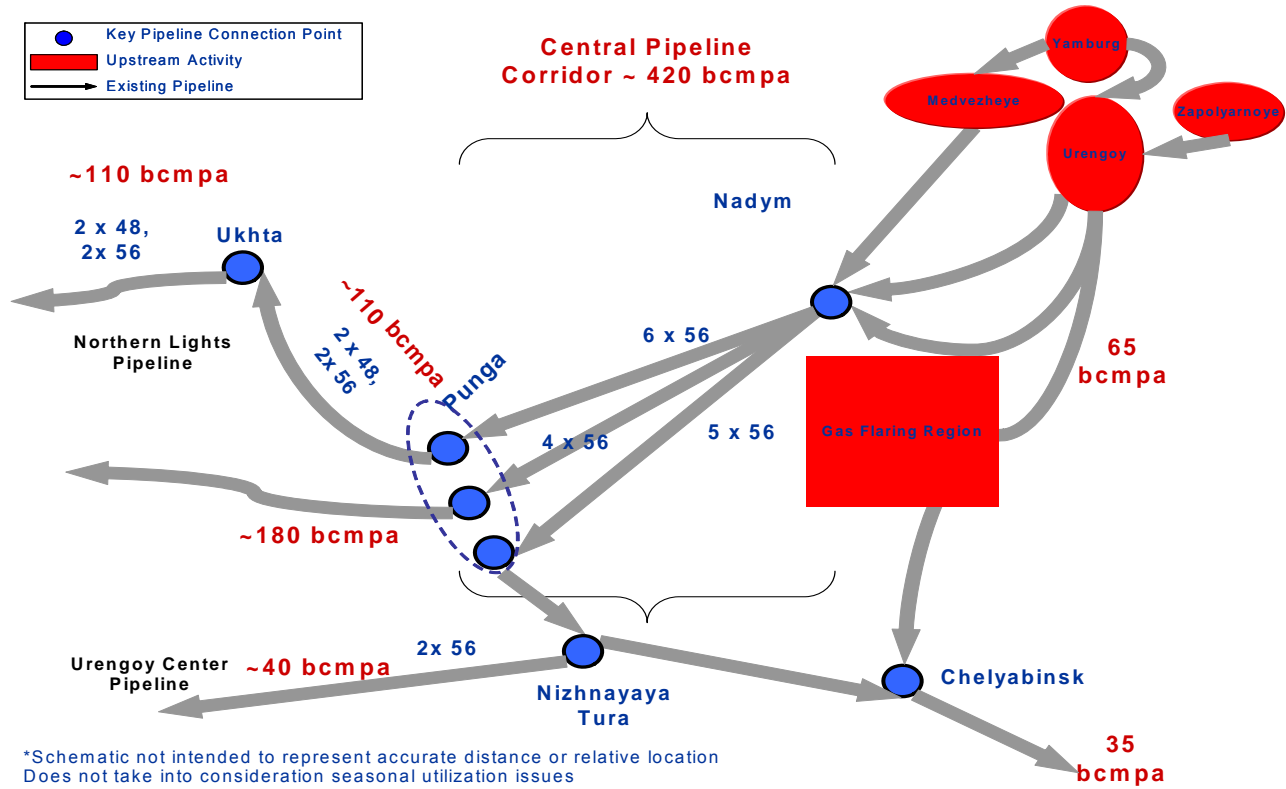 Key Pipeline Connection Point
Upstream Activity
Existing Pipeline
Central Pipeline
Corridor ~ 420 bcmpa
Yamburg
Medvezheye
Zapolyarnoye
Urengoy
~110 bcmpa
2 x 48,
2x 56
Ukhta
Nadym
Northern Lights
Pipeline
~110 bcmpa
2 x 48,
2x 56
Punga
6 x 56
4 x 56
5 x 56
65
bcmpa
Gas Flaring Region
~180 bcmpa
Urengoy Center
Pipeline
~40 bcmpa
2x 56
Nizhnayaya
Tura
Chelyabinsk
35
bcmpa
*Schematic not intended to represent accurate distance or relative location
Does not take into consideration seasonal utilization issues